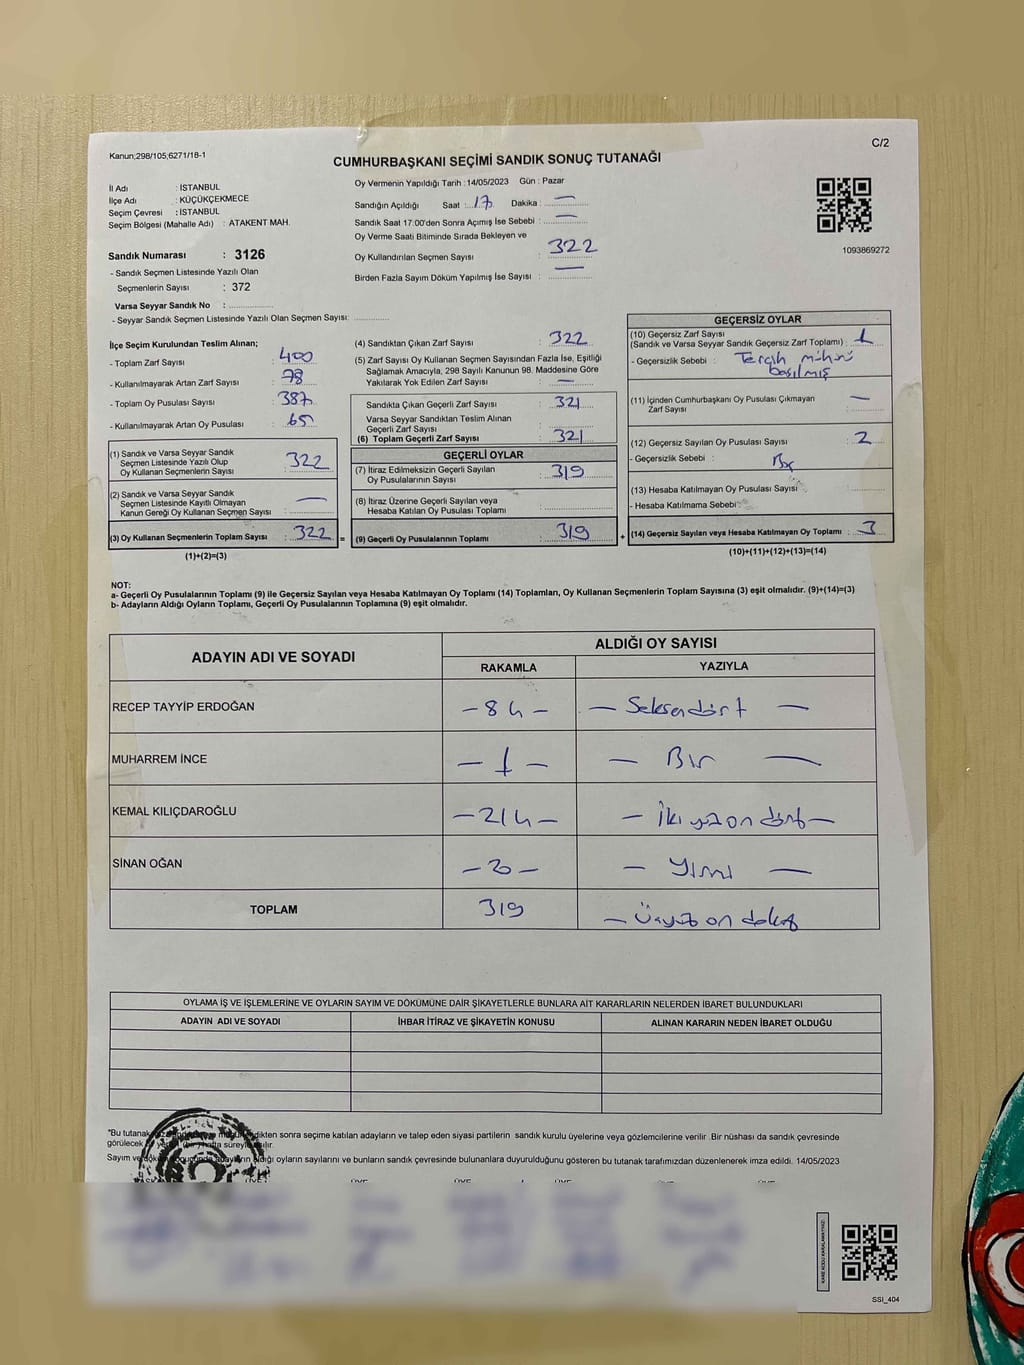 Kanun;298/105,6271/18-1
C/2
CUMHURBAŞKANI SEÇİMİ SANDIK SONUÇ TUTANAĞI
İl Adı : İSTANBUL
İlçe Adı : KÜÇÜKÇEKMECE
Seçim Çevresi : İSTANBUL
Seçim Bölgesi (Mahalle Adı) : ATAKENT MAH.
Sandık Numarası : 3126
- Sandık Seçmen Listesinde Yazılı Olan
Seçmenlerin Sayısı : 372
Varsa Seyyar Sandık No :
- Seyyar Sandık Seçmen Listesinde Yazılı Olan Seçmen Sayısı:
Oy Vermenin Yapıldığı Tarih : 14/05/2023 Gün : Pazar
Sandığın Açıldığı Saat : 17 Dakika : —
Sandık Saat 17:00'den Sonra Açımış İse Sebebi : —
Oy Verme Saati Bitiminde Sırada Bekleyen ve
Oy Kullandırılan Seçmen Sayısı : 322
Birden Fazla Sayım Döküm Yapılmış İse Sayısı : —
1093869272
İlçe Seçim Kurulundan Teslim Alınan;
- Toplam Zarf Sayısı : 400
- Kullanılmayarak Artan Zarf Sayısı : 78
- Toplam Oy Pusulası Sayısı : 387
- Kullanılmayarak Artan Oy Pusulası : 65
(1) Sandık ve Varsa Seyyar Sandık
Seçmen Listesinde Yazılı Olup
Oy Kullanan Seçmenlerin Sayısı : 322
(2) Sandık ve Varsa Seyyar Sandık
Seçmen Listesinde Kayıtlı Olmayan
Kanun Gereği Oy Kullanan Seçmen Sayısı : —
(3) Oy Kullanan Seçmenlerin Toplam Sayısı : 322 =
(1)+(2)=(3)
(4) Sandıktan Çıkan Zarf Sayısı : 322
(5) Zarf Sayısı Oy Kullanan Seçmen Sayısından Fazla İse, Eşitliği
Sağlamak Amacıyla, 298 Sayılı Kanunun 98. Maddesine Göre
Yakılarak Yok Edilen Zarf Sayısı : —
Sandıkta Çıkan Geçerli Zarf Sayısı : 321
Varsa Seyyar Sandıktan Teslim Alınan
Geçerli Zarf Sayısı :
(6) Toplam Geçerli Zarf Sayısı : 321
GEÇERLİ OYLAR
(7) İtiraz Edilmeksizin Geçerli Sayılan
Oy Pusulalarının Sayısı : 319
(8) İtiraz Üzerine Geçerli Sayılan veya
Hesaba Katılan Oy Pusulası Toplamı :
(9) Geçerli Oy Pusulalarının Toplamı : 319 +
GEÇERSİZ OYLAR
(10) Geçersiz Zarf Sayısı
(Sandık ve Varsa Seyyar Sandık Geçersiz Zarf Toplamı) : 1
- Geçersizlik Sebebi : Tercih mührü
basılmış
(11) İçinden Cumhurbaşkanı Oy Pusulası Çıkmayan
Zarf Sayısı : —
(12) Geçersiz Sayılan Oy Pusulası Sayısı : 2
- Geçersizlik Sebebi :
(13) Hesaba Katılmayan Oy Pusulası Sayısı :
- Hesaba Katılmama Sebebi :
(14) Geçersiz Sayılan veya Hesaba Katılmayan Oy Toplamı : 3
(10)+(11)+(12)+(13)=(14)
NOT:
a- Geçerli Oy Pusulalarının Toplamı (9) ile Geçersiz Sayılan veya Hesaba Katılmayan Oy Toplamı (14) Toplamları, Oy Kullanan Seçmenlerin Toplam Sayısına (3) eşit olmalıdır. (9)+(14)=(3)
b- Adayların Aldığı Oyların Toplamı, Geçerli Oy Pusulalarının Toplamına (9) eşit olmalıdır.
ADAYIN ADI VE SOYADI
ALDIĞI OY SAYISI
RAKAMLA YAZIYLA
RECEP TAYYİP ERDOĞAN - 84 - — Seksendört —
MUHARREM İNCE — 1 — — Bir —
KEMAL KILIÇDAROĞLU — 214 — — İki yüz on dört —
SİNAN OĞAN — 20 — — Yirmi —
TOPLAM 319 — Üçyüz on dokuz
OYLAMA İŞ VE İŞLEMLERİNE VE OYLARIN SAYIM VE DÖKÜMÜNE DAİR ŞİKAYETLERLE BUNLARA AİT KARARLARIN NELERDEN İBARET BULUNDUKLARI
ADAYIN ADI VE SOYADI İHBAR İTİRAZ VE ŞİKAYETİN KONUSU ALINAN KARARIN NEDEN İBARET OLDUĞU
"Bu tutanak dikten sonra seçime katılan adayların ve talep eden siyasi partilerin sandık kurulu üyelerine veya gözlemcilerine verilir. Bir nüshası da sandık çevresinde
görülecek hafta süreyle asılır.
Sayım ve döküm oyların sayılarını ve bunların sandık çevresinde bulunanlara duyurulduğunu gösteren bu tutanak tarafımızdan düzenlenerek imza edildi. 14/05/2023
SSI_404